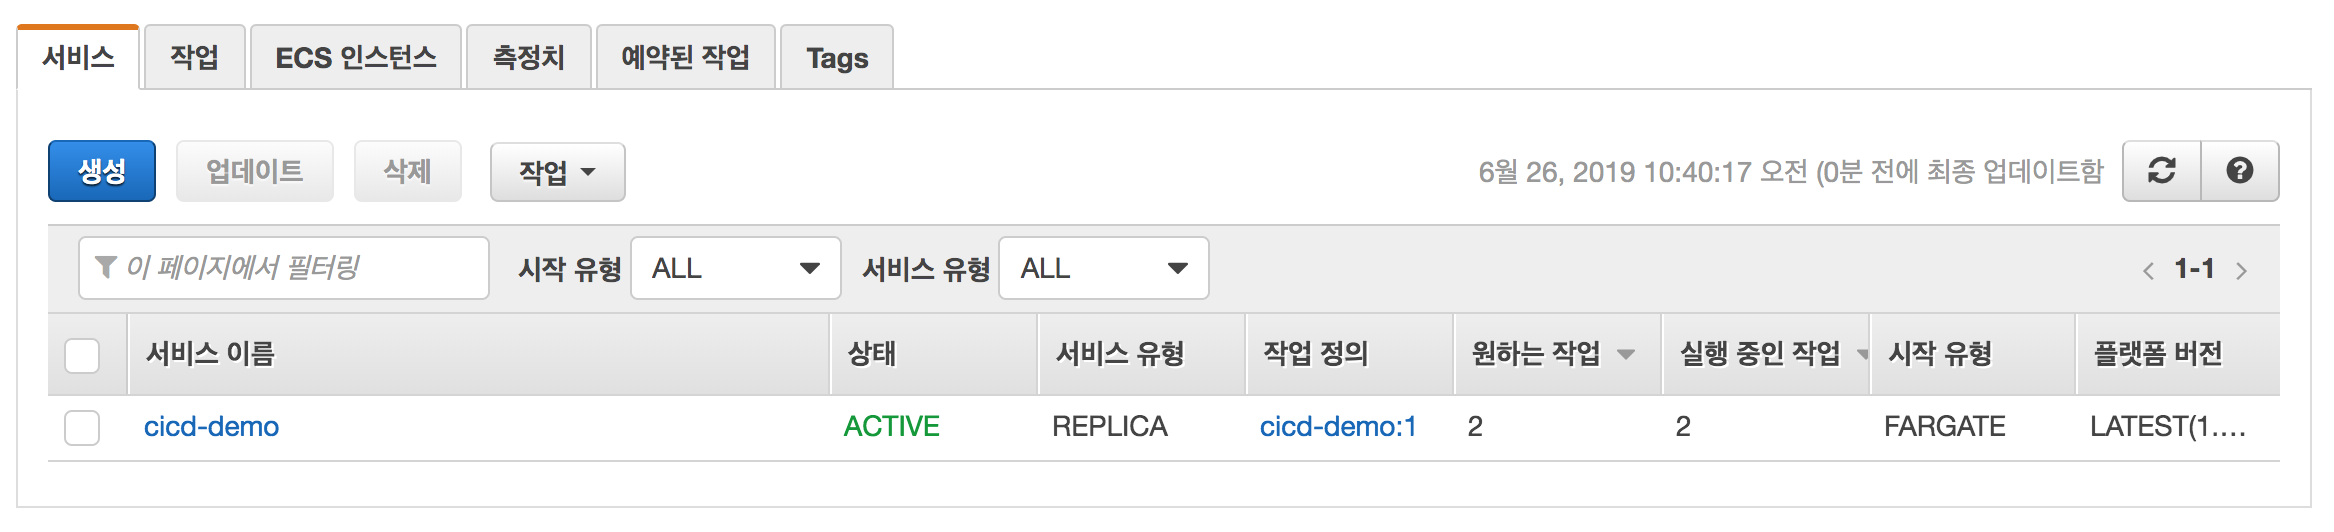 서비스 작업 ECS 인스턴스 측정치 예약된 작업 Tags
생성 업데이트 삭제 작업 6월 26, 2019 10:40:17 오전 (0분 전에 최종 업데이트함
이 페이지에서 필터링 시작 유형 ALL 서비스 유형 ALL 1-1
서비스 이름 상태 서비스 유형 작업 정의 원하는 작업 실행 중인 작업 시작 유형 플랫폼 버전
cicd-demo ACTIVE REPLICA cicd-demo:1 2 2 FARGATE LATEST(1....